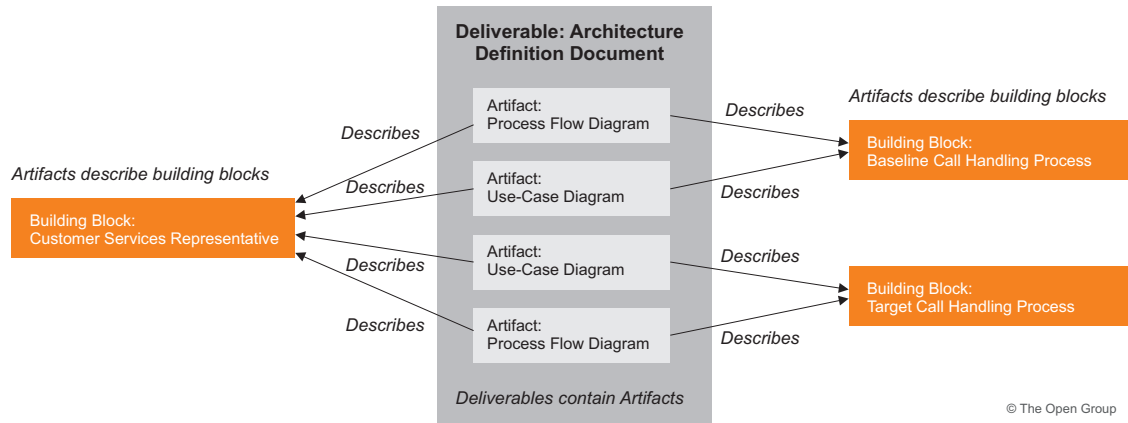 Deliverable: Architecture
Definition Document
Artifact:
Process Flow Diagram
Artifact:
Use-Case Diagram
Artifact:
Use-Case Diagram
Artifact:
Process Flow Diagram
Deliverables contain Artifacts
Artifacts describe building blocks
Building Block:
Customer Services Representative
Describes
Describes
Describes
Describes
Artifacts describe building blocks
Describes
Building Block:
Baseline Call Handling Process
Describes
Describes
Building Block:
Target Call Handling Process
Describes
© The Open Group